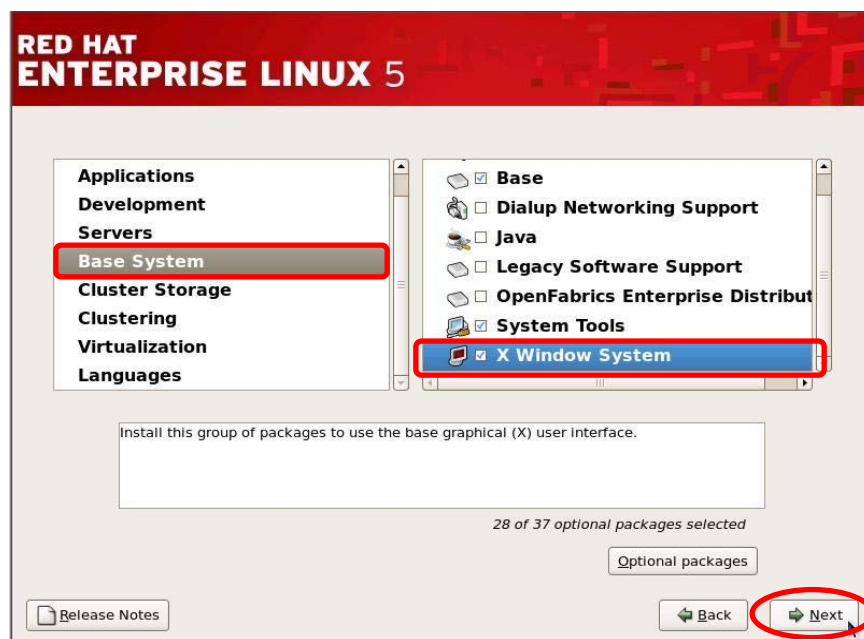 RED HAT
ENTERPRISE LINUX 5
Applications
Development
Servers
Base System
Cluster Storage
Clustering
Virtualization
Languages
Base
Dialup Networking Support
Java
Legacy Software Support
OpenFabrics Enterprise Distribut
System Tools
X Window System
Install this group of packages to use the base graphical (X) user interface.
28 of 37 optional packages selected
Optional packages
Release Notes
Back
Next